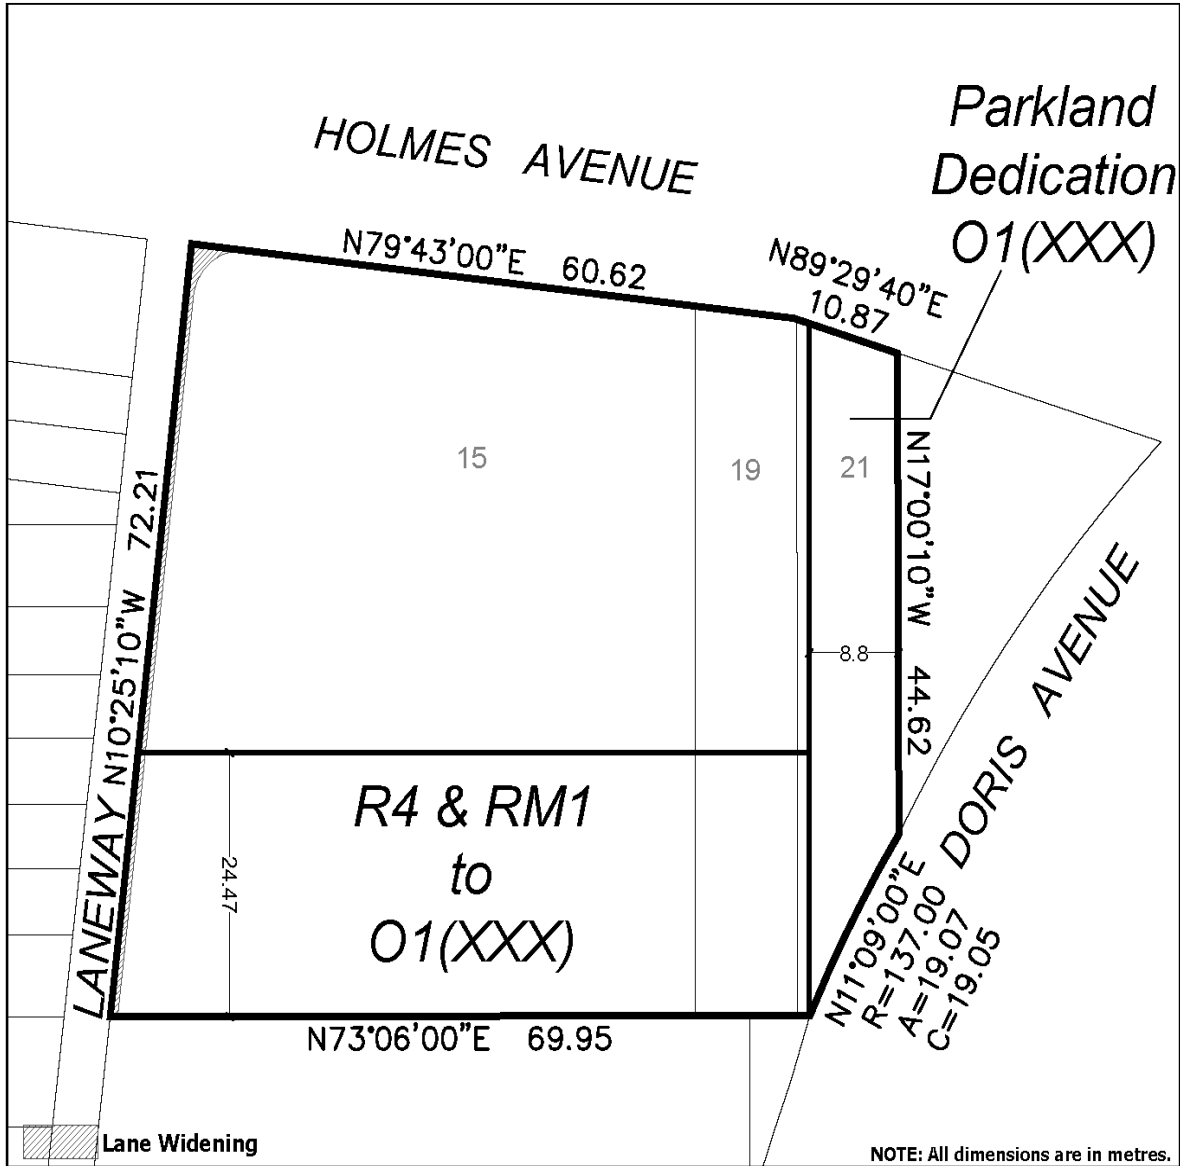 Parkland
Dedication
O1(XXX)
HOLMES AVENUE
N79°43'00"E 60.62
N89°29'40"E
10.87
15
19
21
N17°00'10"W 44.62
LANEWAY N10°25'10"W 72.21
8.8
DORIS AVENUE
R4 & RM1
to
O1(XXX)
24.47
N11°09'00"E
R=137.00
A=19.07
C=19.05
N73°06'00"E 69.95
Lane Widening
NOTE: All dimensions are in metres.